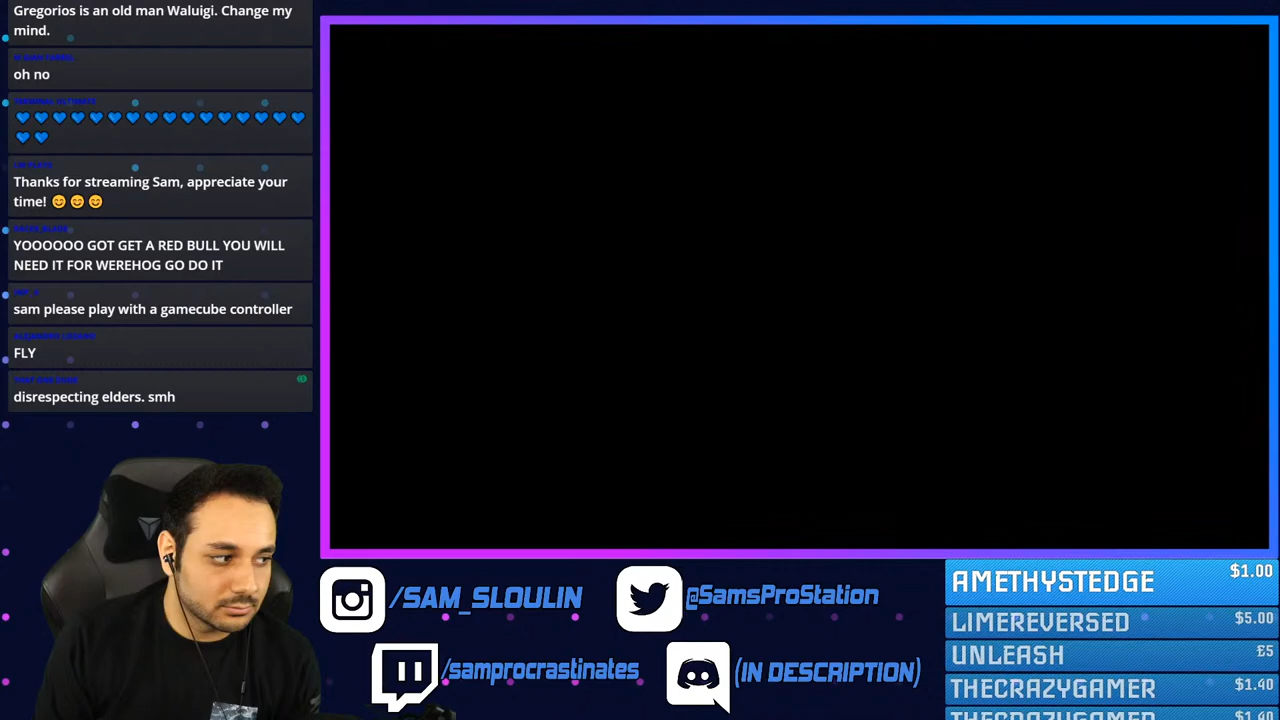 Gregorios is an old man Waluigi. Change my
mind.
oh no
💙💙💙💙💙💙💙💙💙💙💙💙💙💙💙💙
💙💙
Thanks for streaming Sam, appreciate your
time! 😊😊😊
YOOOOOO GOT GET A RED BULL YOU WILL
NEED IT FOR WEREHOG GO DO IT
sam please play with a gamecube controller
FLY
disrespecting elders. smh
/SAM_SLOULIN
@SamsProStation
/samprocrastinates
(IN DESCRIPTION)
AMETHYSTEDGE $1.00
LIMEREVERSED $5.00
UNLEASH £5
THECRAZYGAMER $1.40
THECRAZYGAMER $1.40